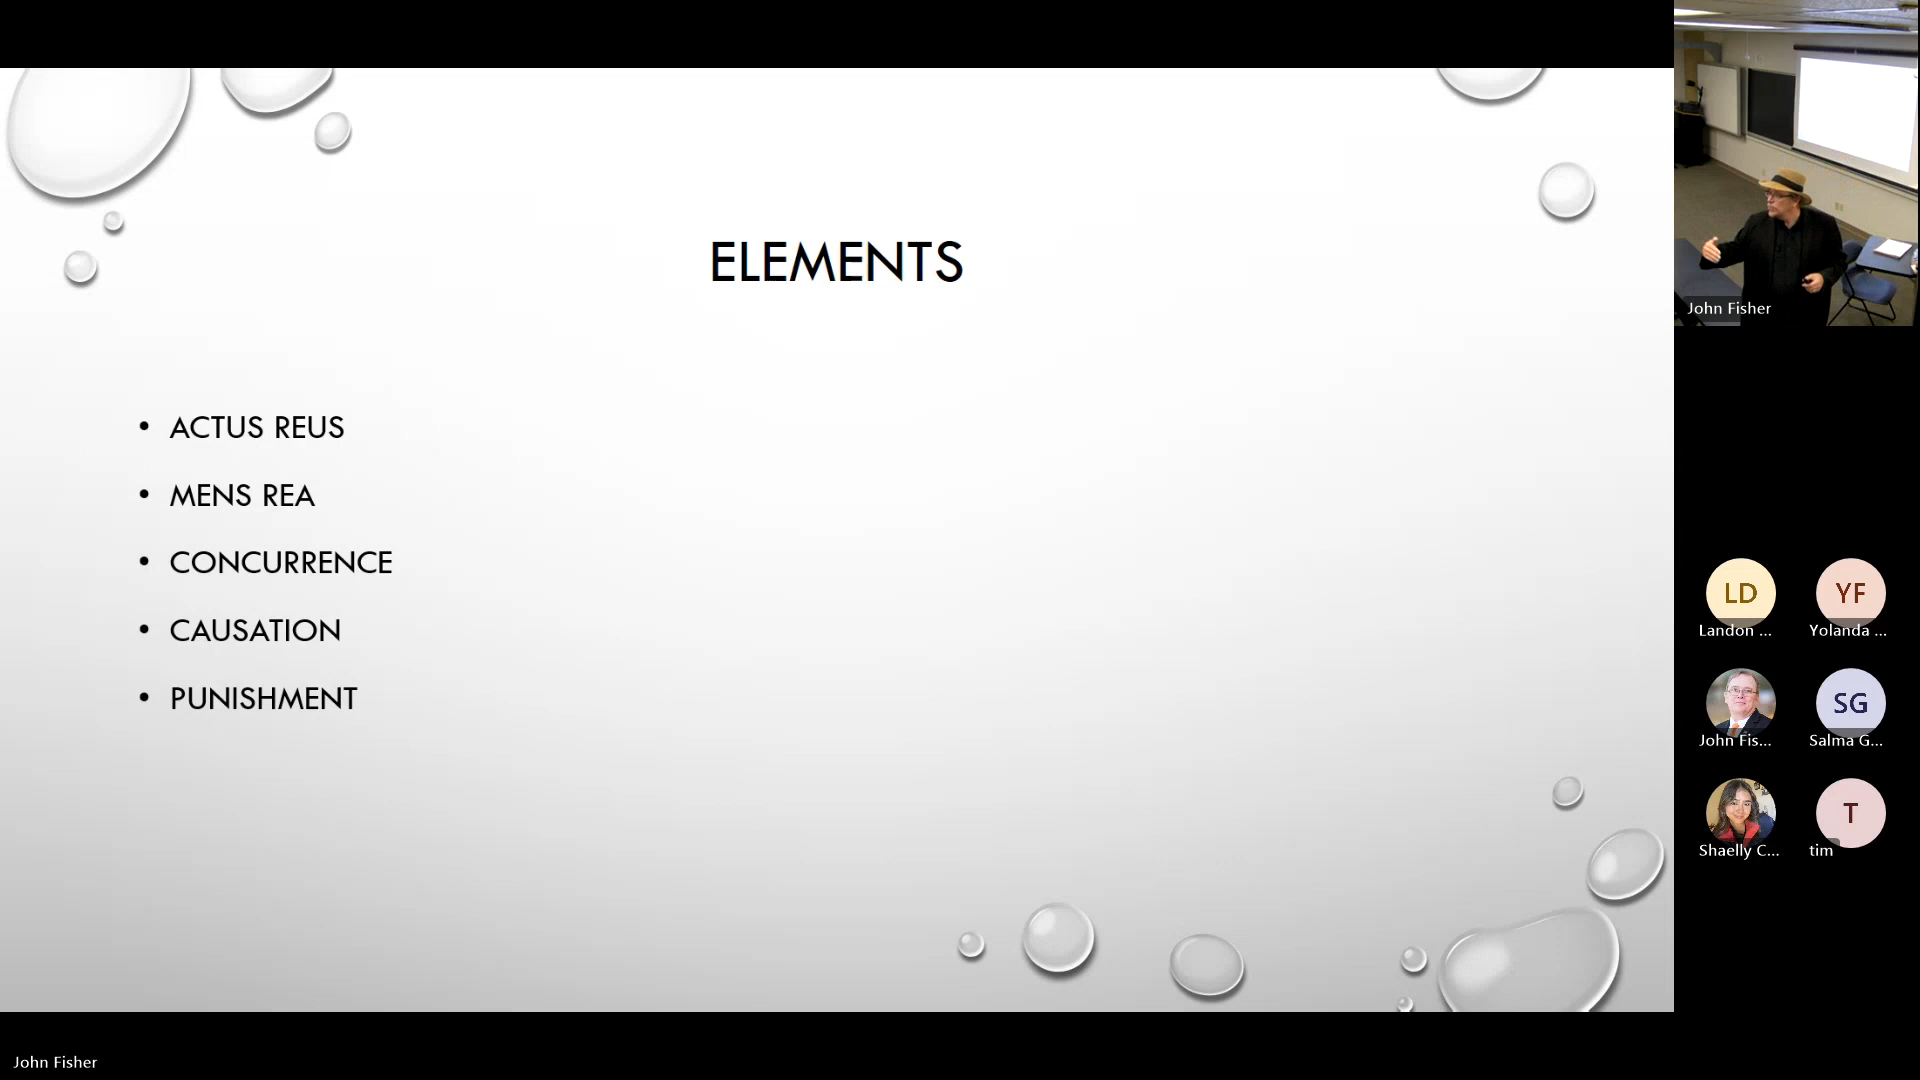 ELEMENTS
• ACTUS REUS
• MENS REA
• CONCURRENCE
• CAUSATION
• PUNISHMENT
John Fisher
LD
YF
Landon ...
Yolanda ...
SG
John Fis...
Salma G...
T
Shaelly C...
tim
John Fisher